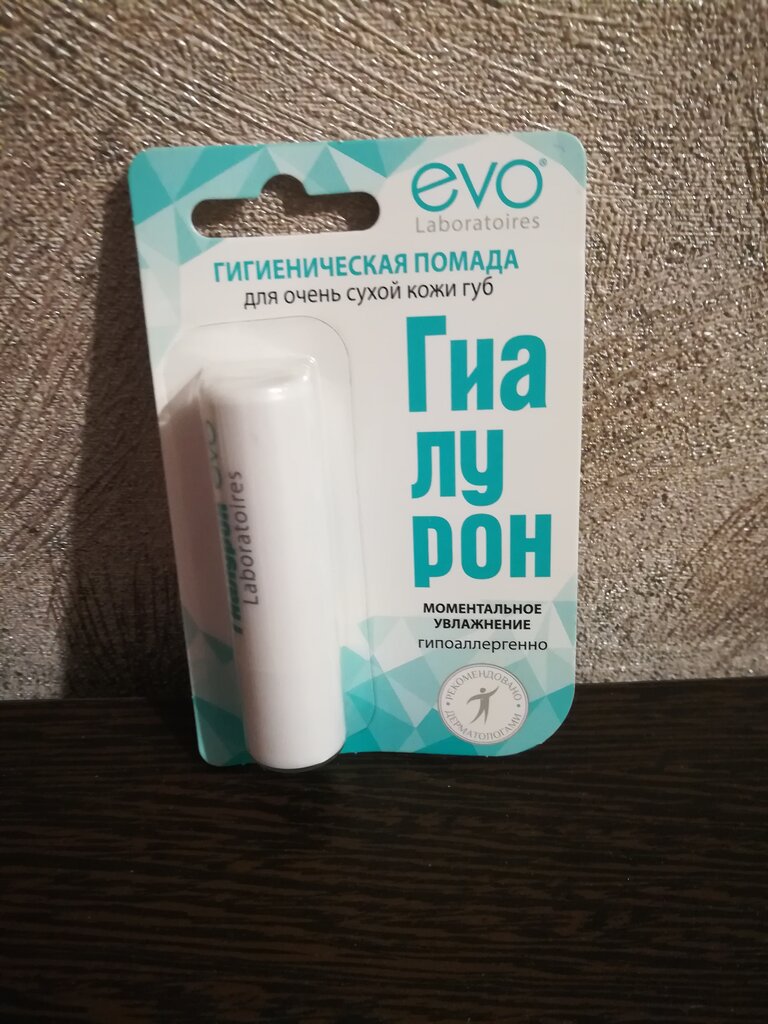 evo®
Laboratoires
ГИГИЕНИЧЕСКАЯ ПОМАДА
для очень сухой кожи губ
Гиа
лу
рон
МОМЕНТАЛЬНОЕ
УВЛАЖНЕНИЕ
гипоаллергенно
• РЕКОМЕНДОВАНО •
ДЕРМАТОЛОГАМИ
evo
Laboratoires
Гиалурон